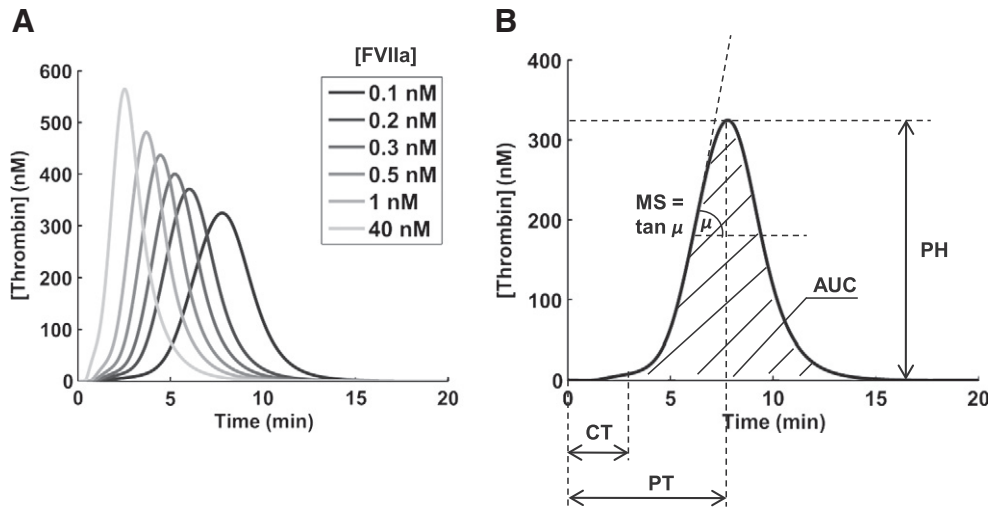 A
[FVIIa]
0.1 nM
0.2 nM
0.3 nM
0.5 nM
1 nM
40 nM
600
500
400
300
200
100
0
[Thrombin] (nM)
0
5
10
15
20
Time (min)
B
400
300
200
100
0
[Thrombin] (nM)
MS =
tan μ
μ
AUC
PH
0
5
10
15
20
Time (min)
CT
PT